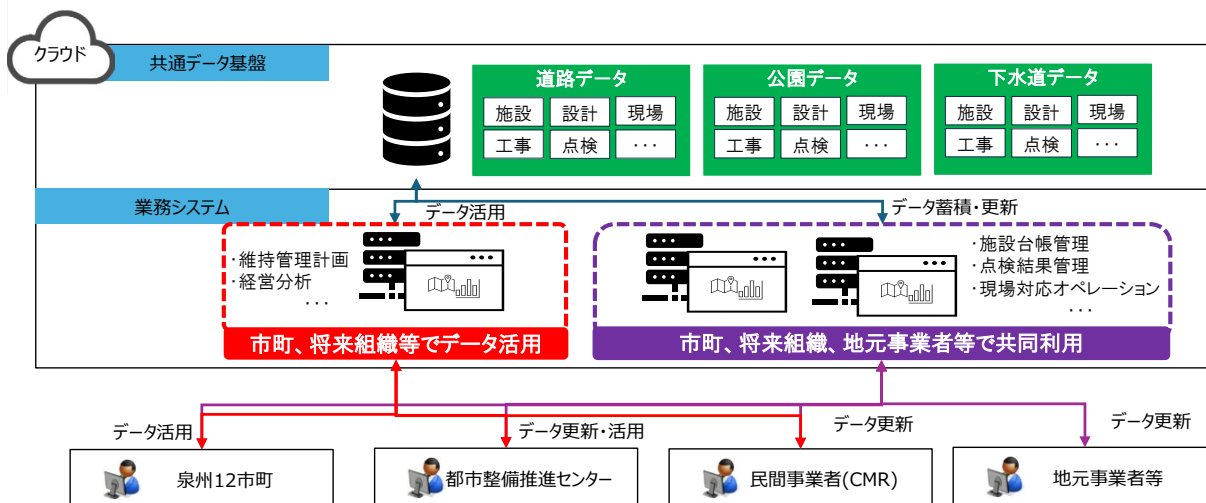 クラウド
共通データ基盤
道路データ
施設 設計 現場
工事 点検 ・・・
公園データ
施設 設計 現場
工事 点検 ・・・
下水道データ
施設 設計 現場
工事 点検 ・・・
業務システム
データ活用
データ蓄積・更新
・維持管理計画
・経営分析
・・・
市町、将来組織等でデータ活用
・施設台帳管理
・点検結果管理
・現場対応オペレーション
・・・
市町、将来組織、地元事業者等で共同利用
データ活用
データ更新・活用
データ更新
データ更新
泉州12市町
都市整備推進センター
民間事業者(CMR)
地元事業者等